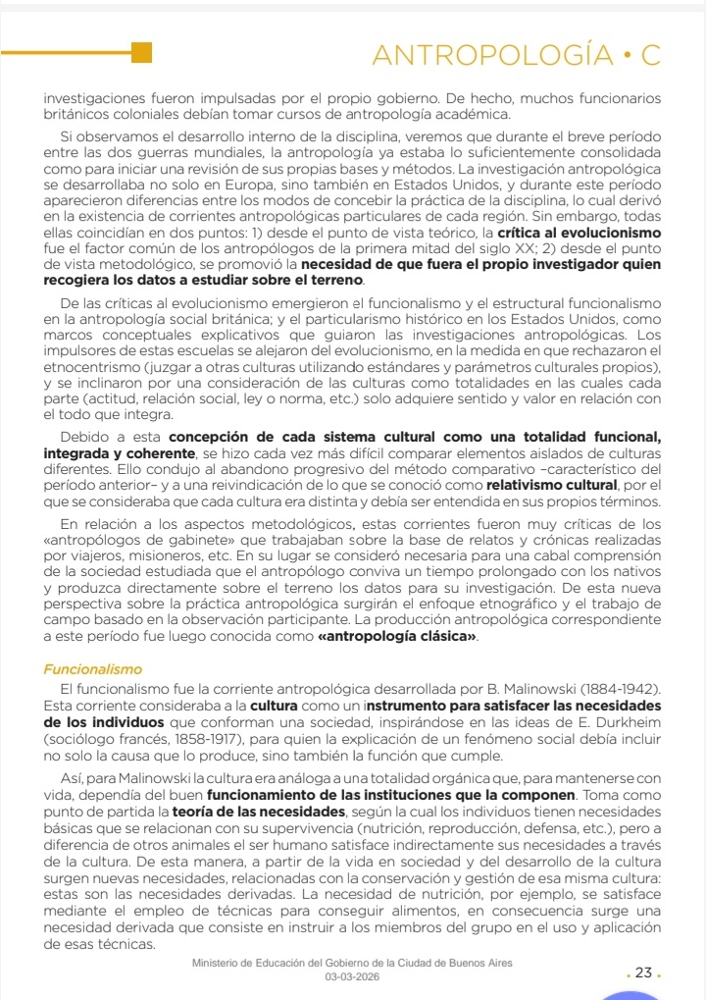 ANTROPOLOGÍA • C
investigaciones fueron impulsadas por el propio gobierno. De hecho, muchos funcionarios
británicos coloniales debían tomar cursos de antropología académica.
Si observamos el desarrollo interno de la disciplina, veremos que durante el breve período
entre las dos guerras mundiales, la antropología ya estaba lo suficientemente consolidada
como para iniciar una revisión de sus propias bases y métodos. La investigación antropológica
se desarrollaba no solo en Europa, sino también en Estados Unidos, y durante este período
aparecieron diferencias entre los modos de concebir la práctica de la disciplina, lo cual derivó
en la existencia de corrientes antropológicas particulares de cada región. Sin embargo, todas
ellas coincidían en dos puntos: 1) desde el punto de vista teórico, la crítica al evolucionismo
fue el factor común de los antropólogos de la primera mitad del siglo XX; 2) desde el punto
de vista metodológico, se promovió la necesidad de que fuera el propio investigador quien
recogiera los datos a estudiar sobre el terreno.
De las críticas al evolucionismo emergieron el funcionalismo y el estructural funcionalismo
en la antropología social británica; y el particularismo histórico en los Estados Unidos, como
marcos conceptuales explicativos que guiaron las investigaciones antropológicas. Los
impulsores de estas escuelas se alejaron del evolucionismo, en la medida en que rechazaron el
etnocentrismo (juzgar a otras culturas utilizando estándares y parámetros culturales propios),
y se inclinaron por una consideración de las culturas como totalidades en las cuales cada
parte (actitud, relación social, ley o norma, etc.) solo adquiere sentido y valor en relación con
el todo que integra.
Debido a esta concepción de cada sistema cultural como una totalidad funcional,
integrada y coherente, se hizo cada vez más difícil comparar elementos aislados de culturas
diferentes. Ello condujo al abandono progresivo del método comparativo –característico del
período anterior– y a una reivindicación de lo que se conoció como relativismo cultural, por el
que se consideraba que cada cultura era distinta y debía ser entendida en sus propios términos.
En relación a los aspectos metodológicos, estas corrientes fueron muy críticas de los
«antropólogos de gabinete» que trabajaban sobre la base de relatos y crónicas realizadas
por viajeros, misioneros, etc. En su lugar se consideró necesaria para una cabal comprensión
de la sociedad estudiada que el antropólogo conviva un tiempo prolongado con los nativos
y produzca directamente sobre el terreno los datos para su investigación. De esta nueva
perspectiva sobre la práctica antropológica surgirán el enfoque etnográfico y el trabajo de
campo basado en la observación participante. La producción antropológica correspondiente
a este período fue luego conocida como «antropología clásica».
Funcionalismo
El funcionalismo fue la corriente antropológica desarrollada por B. Malinowski (1884-1942).
Esta corriente consideraba a la cultura como un instrumento para satisfacer las necesidades
de los individuos que conforman una sociedad, inspirándose en las ideas de E. Durkheim
(sociólogo francés, 1858-1917), para quien la explicación de un fenómeno social debía incluir
no solo la causa que lo produce, sino también la función que cumple.
Así, para Malinowski la cultura era análoga a una totalidad orgánica que, para mantenerse con
vida, dependía del buen funcionamiento de las instituciones que la componen. Toma como
punto de partida la teoría de las necesidades, según la cual los individuos tienen necesidades
básicas que se relacionan con su supervivencia (nutrición, reproducción, defensa, etc.), pero a
diferencia de otros animales el ser humano satisface indirectamente sus necesidades a través
de la cultura. De esta manera, a partir de la vida en sociedad y del desarrollo de la cultura
surgen nuevas necesidades, relacionadas con la conservación y gestión de esa misma cultura:
estas son las necesidades derivadas. La necesidad de nutrición, por ejemplo, se satisface
mediante el empleo de técnicas para conseguir alimentos, en consecuencia surge una
necesidad derivada que consiste en instruir a los miembros del grupo en el uso y aplicación
de esas técnicas.
Ministerio de Educación del Gobierno de la Ciudad de Buenos Aires
03-03-2026
. 23 .